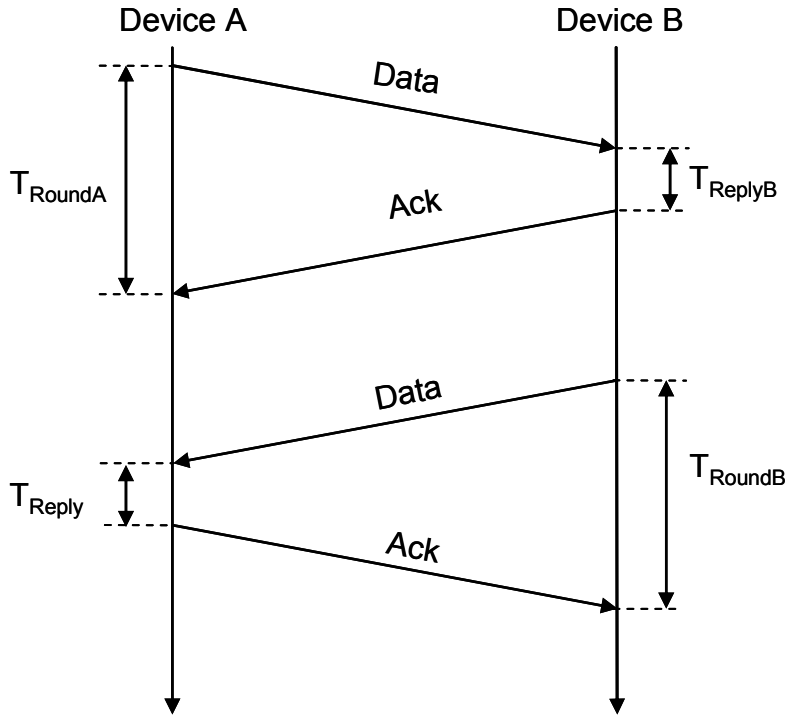 Device A Device B
Data
T_RoundA
T_ReplyB
Ack
Data
T_RoundB
T_Reply
Ack